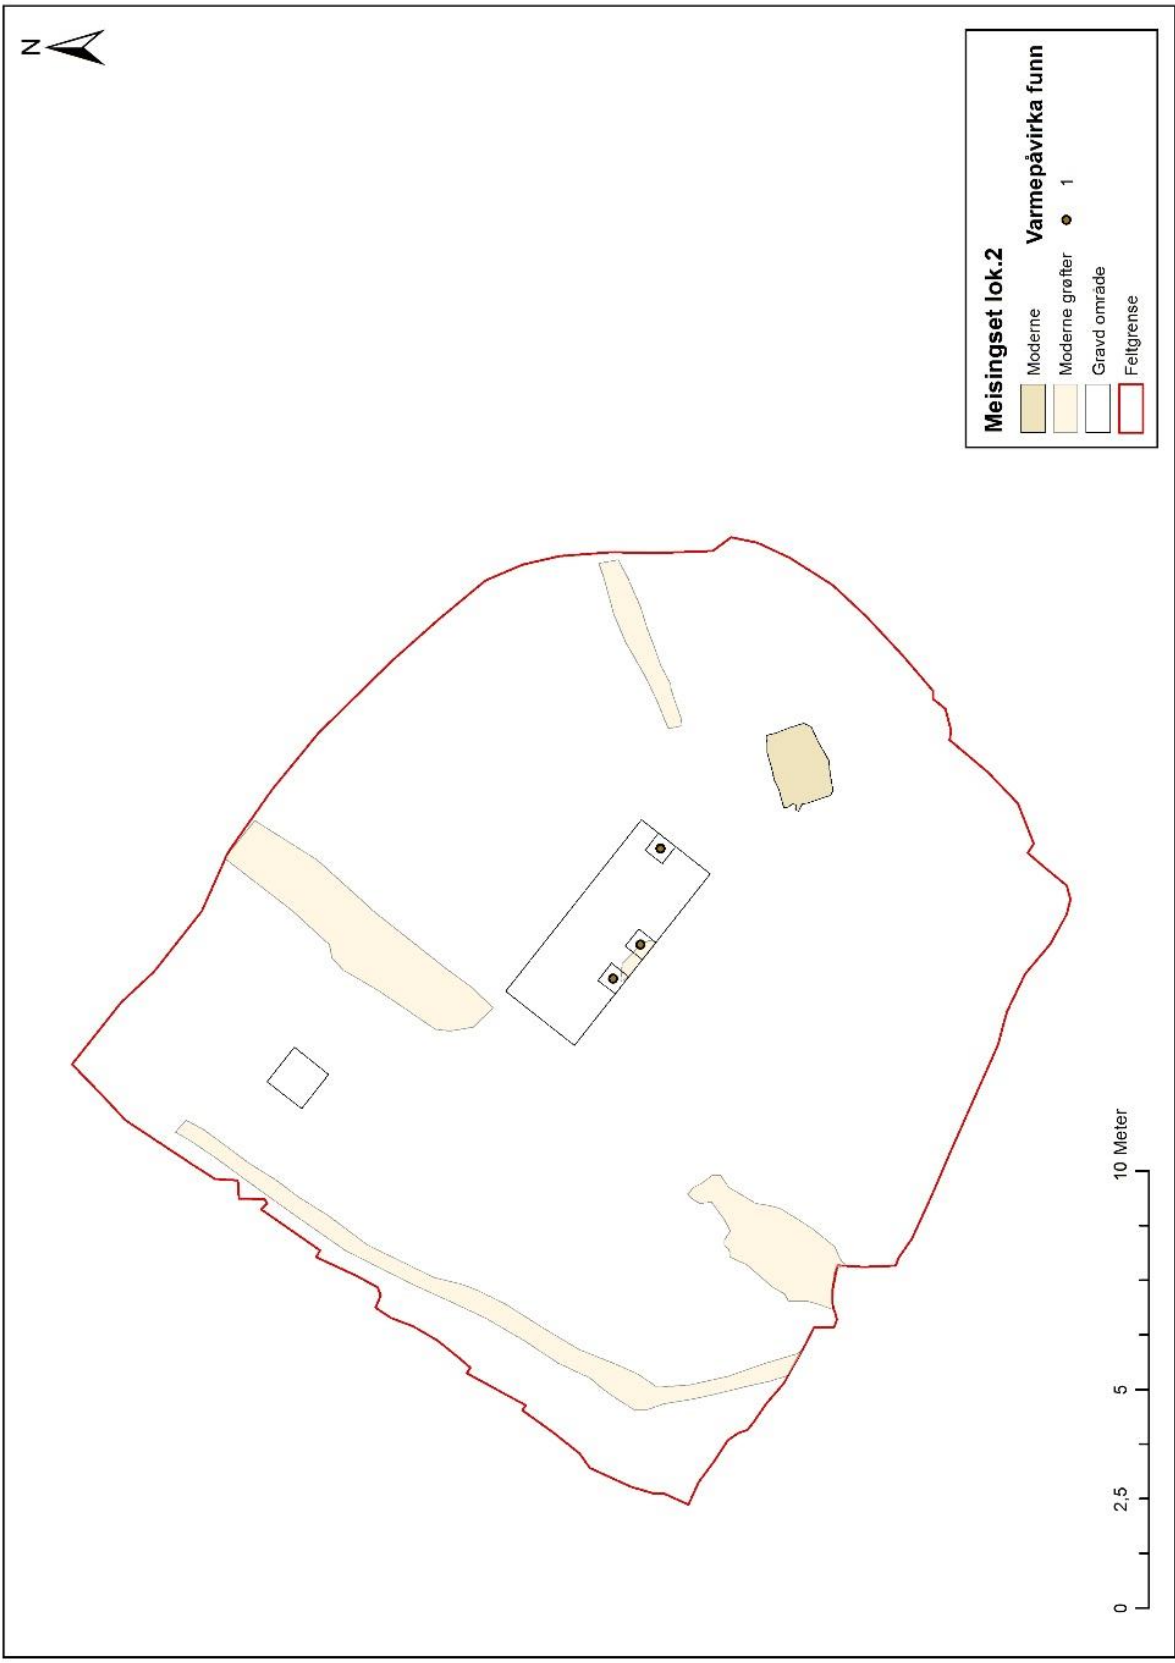 N
Meisingset lok.2
Moderne
Moderne grøfter
Gravd område
Feltgrense
Varmepåvirka funn
1
0 2,5 5 10 Meter